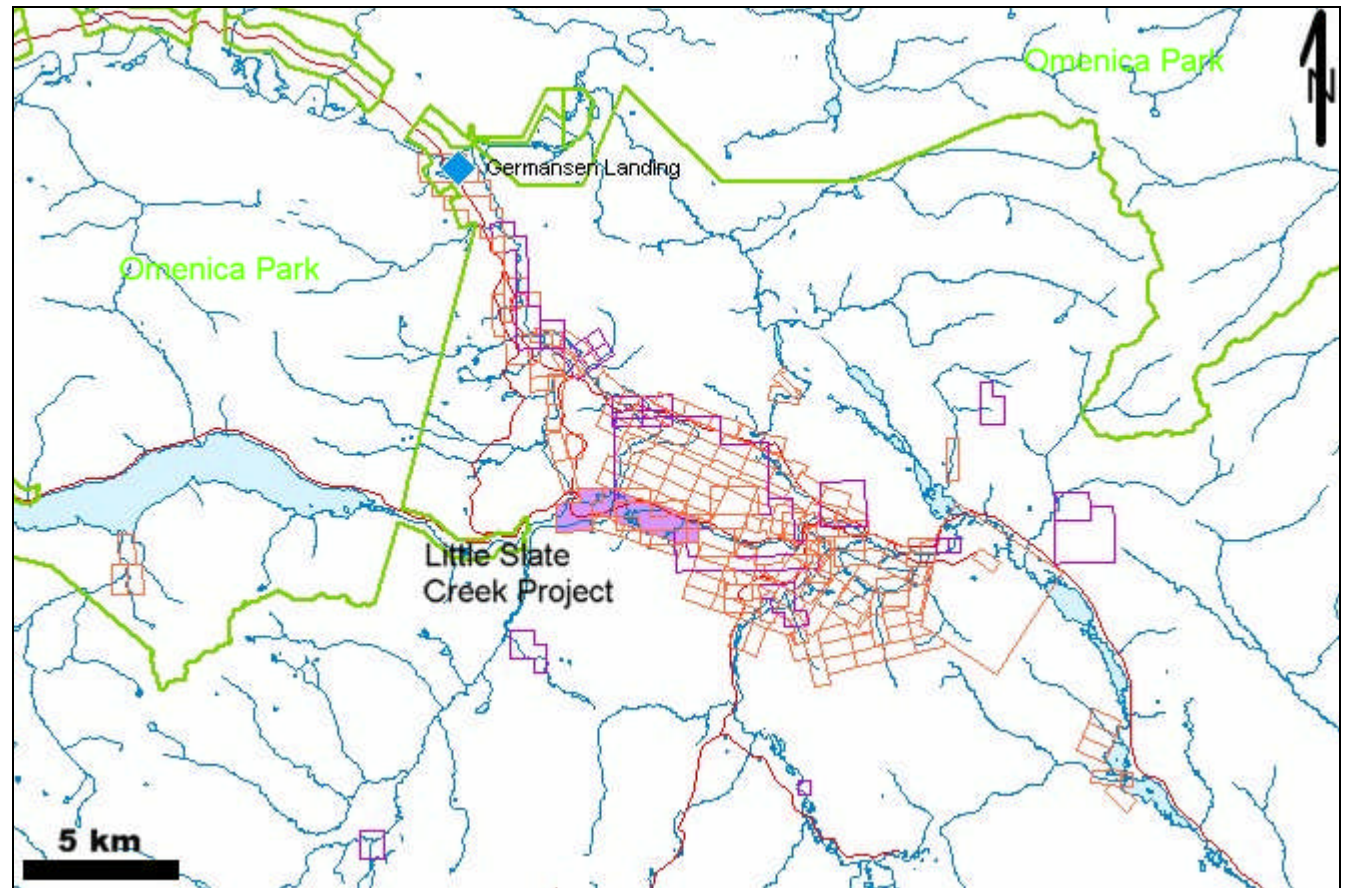 Omenica Park
N
Germansen Landing
Omenica Park
Little Slate
Creek Project
5 km